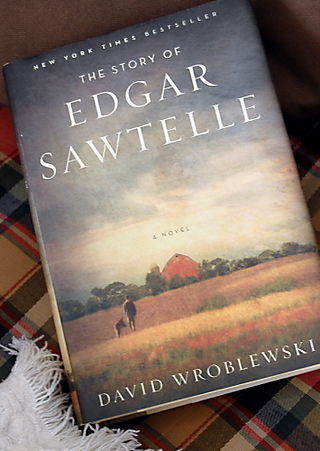 NEW YORK TIMES BESTSELLER
THE STORY OF
EDGAR
SAWTELLE
A NOVEL
DAVID WROBLEWSKI